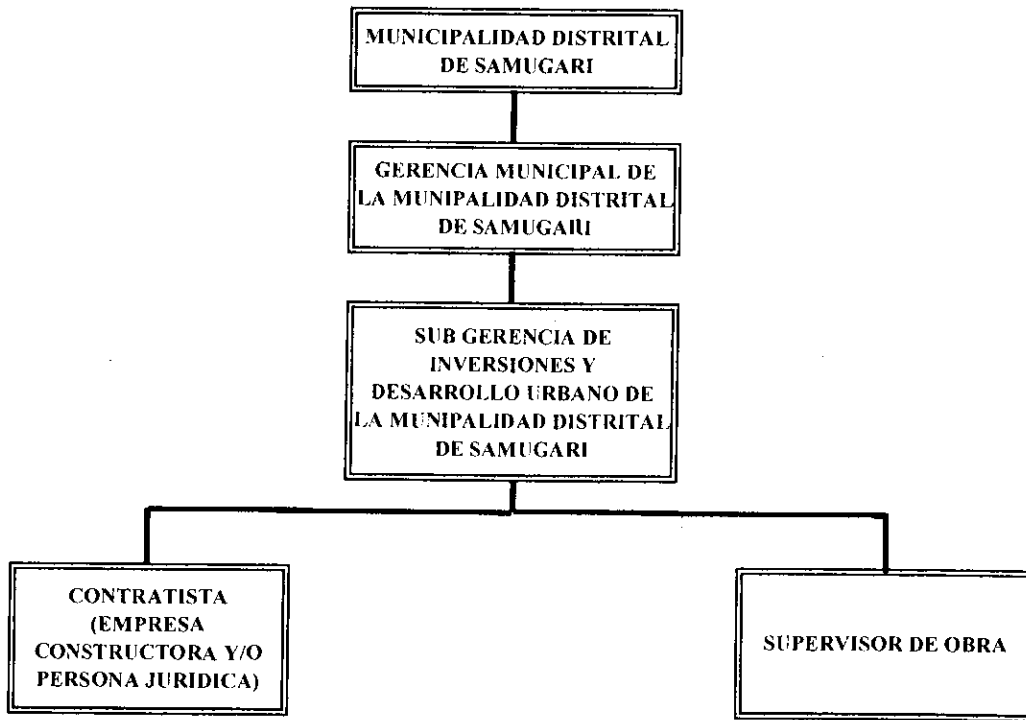 MUNICIPALIDAD DISTRITAL
DE SAMUGARI
GERENCIA MUNICIPAL DE
LA MUNIPALIDAD DISTRITAL
DE SAMUGARI
SUB GERENCIA DE
INVERSIONES Y
DESARROLLO URBANO DE
LA MUNIPALIDAD DISTRITAL
DE SAMUGARI
CONTRATISTA
(EMPRESA
CONSTRUCTORA Y/O
PERSONA JURIDICA)
SUPERVISOR DE OBRA